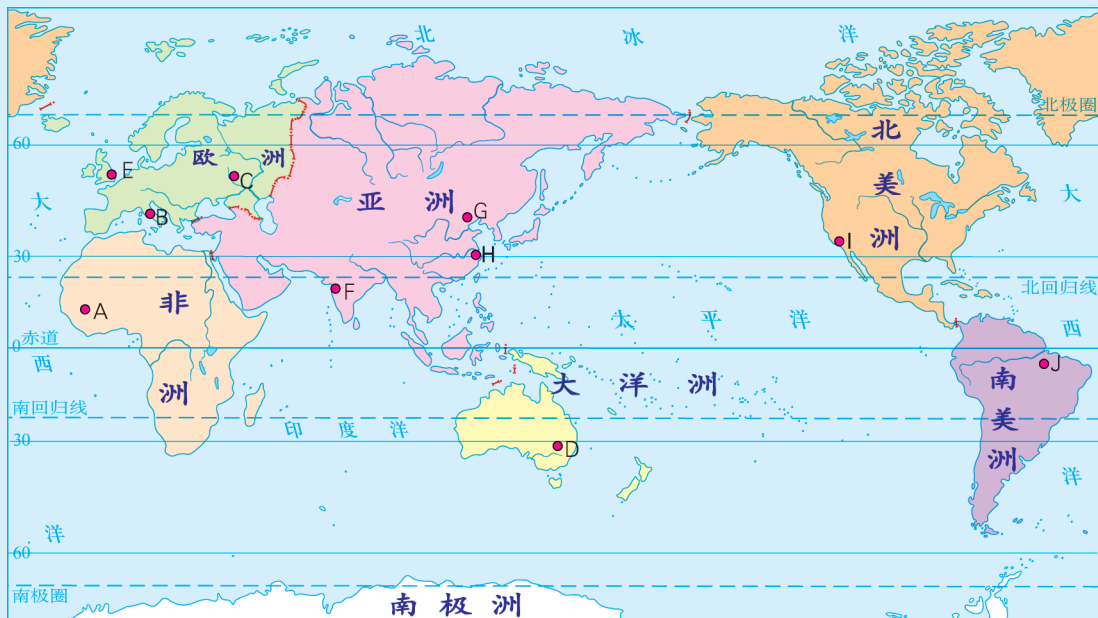 北 冰 洋
北极圈
60
北
欧 洲
E
C
美
大
亚 洲
大
B
G
洲
I
H
30
F
北回归线
非
A
太 平 洋
西
赤道
0
西
J
洲
大 洋 洲
南
南回归线
美
印 度 洋
30
D
洲
洋
洋
60
南极圈
南 极 洲